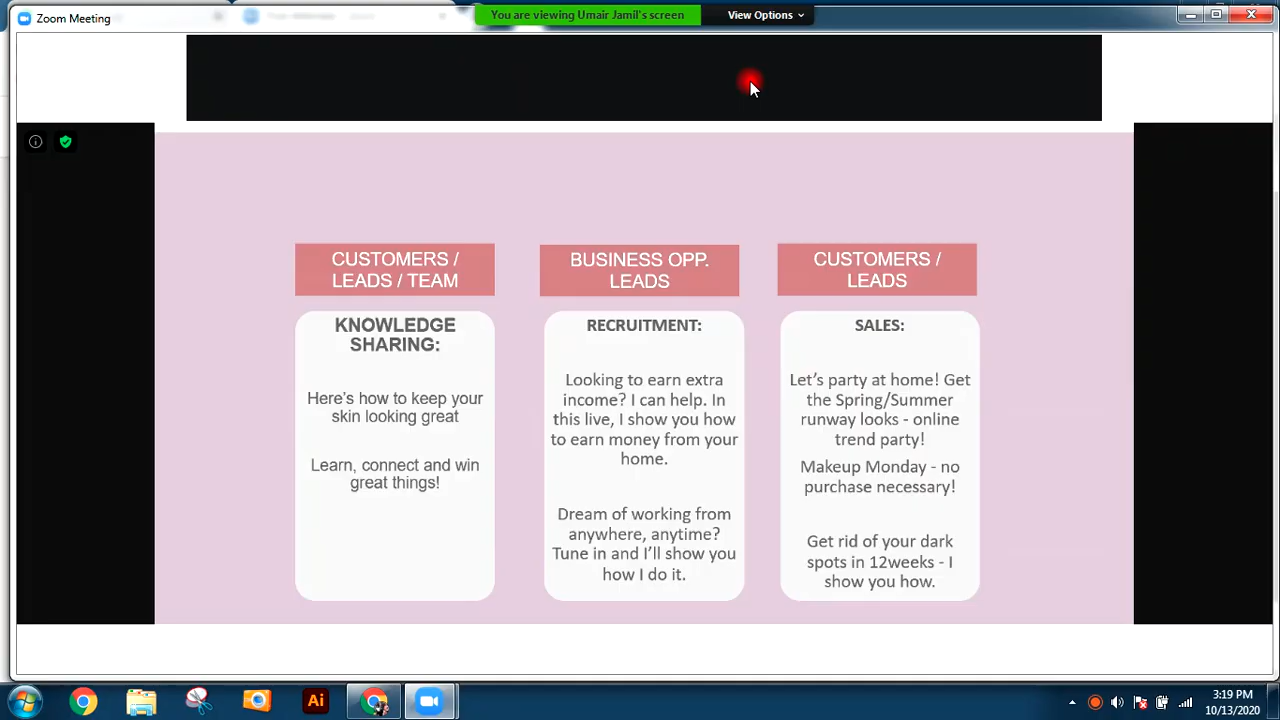 Zoom Meeting
You are viewing Umair Jamil's screen
View Options
CUSTOMERS /
LEADS / TEAM
KNOWLEDGE
SHARING:
Here's how to keep your
skin looking great
Learn, connect and win
great things!
BUSINESS OPP.
LEADS
RECRUITMENT:
Looking to earn extra
income? I can help. In
this live, I show you how
to earn money from your
home.
Dream of working from
anywhere, anytime?
Tune in and I'll show you
how I do it.
CUSTOMERS /
LEADS
SALES:
Let's party at home! Get
the Spring/Summer
runway looks - online
trend party!
Makeup Monday - no
purchase necessary!
Get rid of your dark
spots in 12weeks - I
show you how.
Ai
3:19 PM
10/13/2020